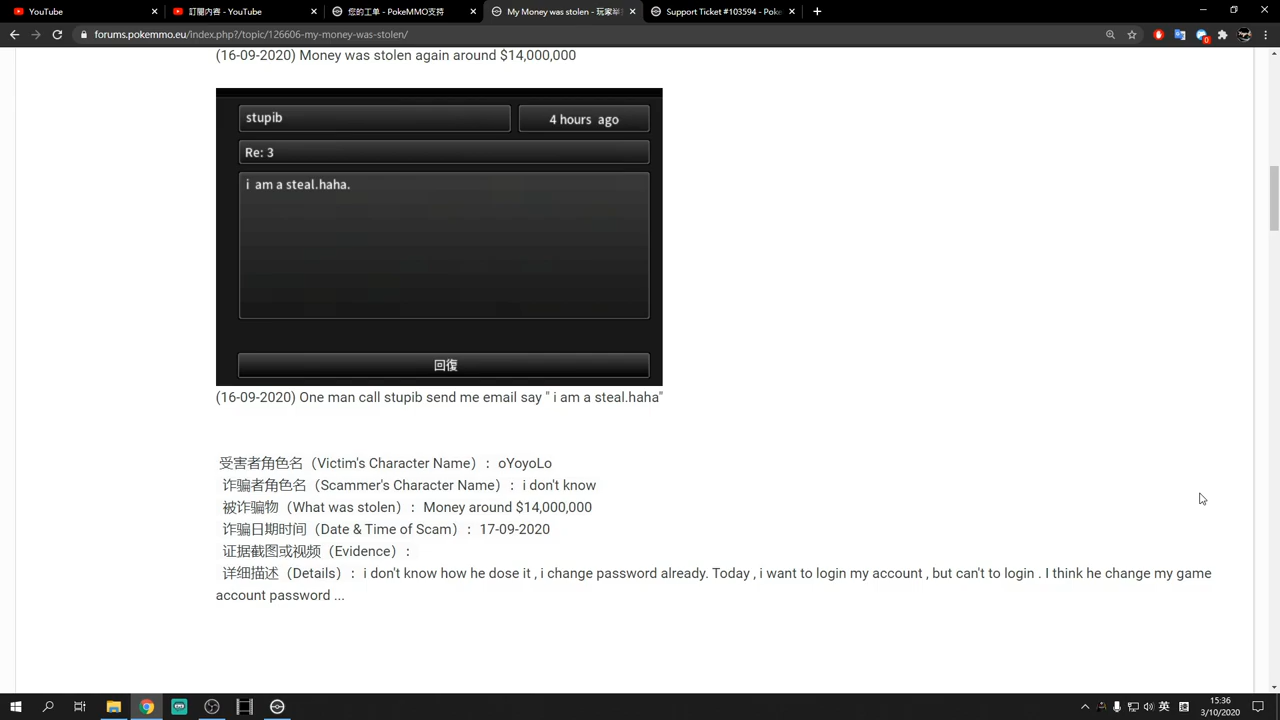 YouTube
訂閱內容 - YouTube
您的工单 - PokeMMO支持
My Money was stolen - 玩家舉
Support Ticket #103594 - Poke
forums.pokemmo.eu/index.php?/topic/126606-my-money-was-stolen/
(16-09-2020) Money was stolen again around $14,000,000
stupib
4 hours ago
Re: 3
i am a steal.haha.
回復
(16-09-2020) One man call stupib send me email say " i am a steal.haha"
受害者角色名（Victim's Character Name）： oYoyoLo
诈骗者角色名（Scammer's Character Name）： i don't know
被诈骗物（What was stolen）： Money around $14,000,000
诈骗日期时间（Date & Time of Scam）： 17-09-2020
证据截图或视频（Evidence）：
详细描述（Details）： i don't know how he dose it , i change password already. Today , i want to login my account , but can't to login . I think he change my game
account password ...
英
15:36
3/10/2020